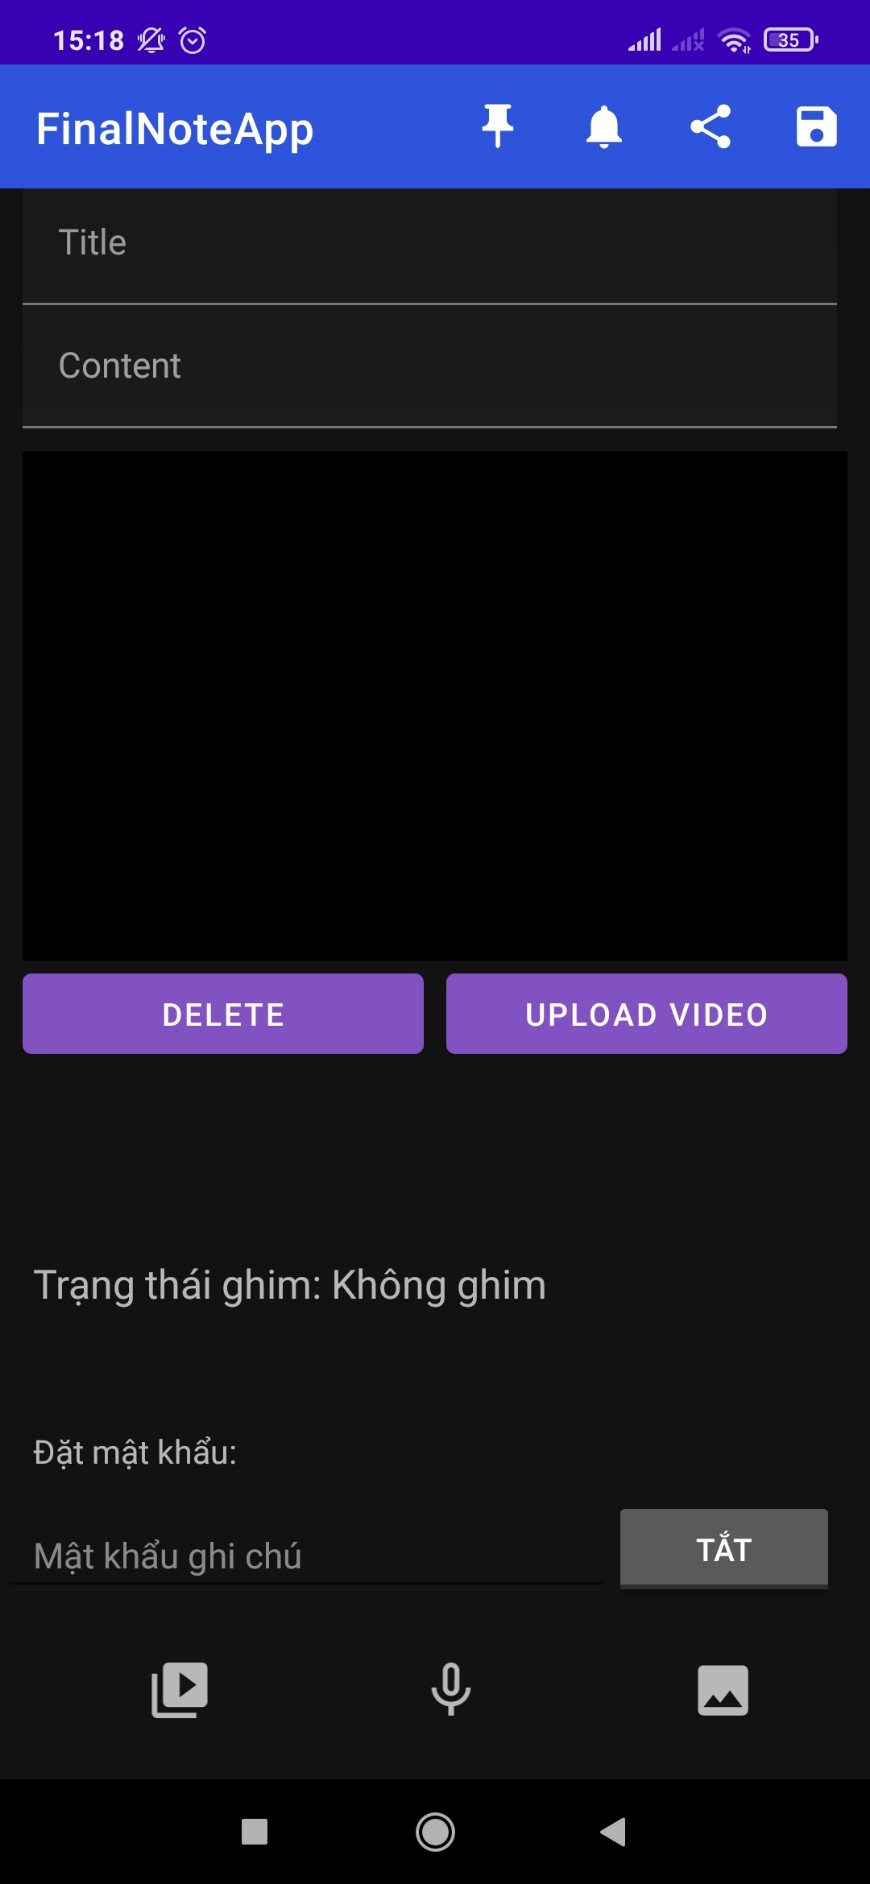 15:18
35
FinalNoteApp
Title
Content
DELETE
UPLOAD VIDEO
Trạng thái ghim: Không ghim
Đặt mật khẩu:
Mật khẩu ghi chú
TẮT